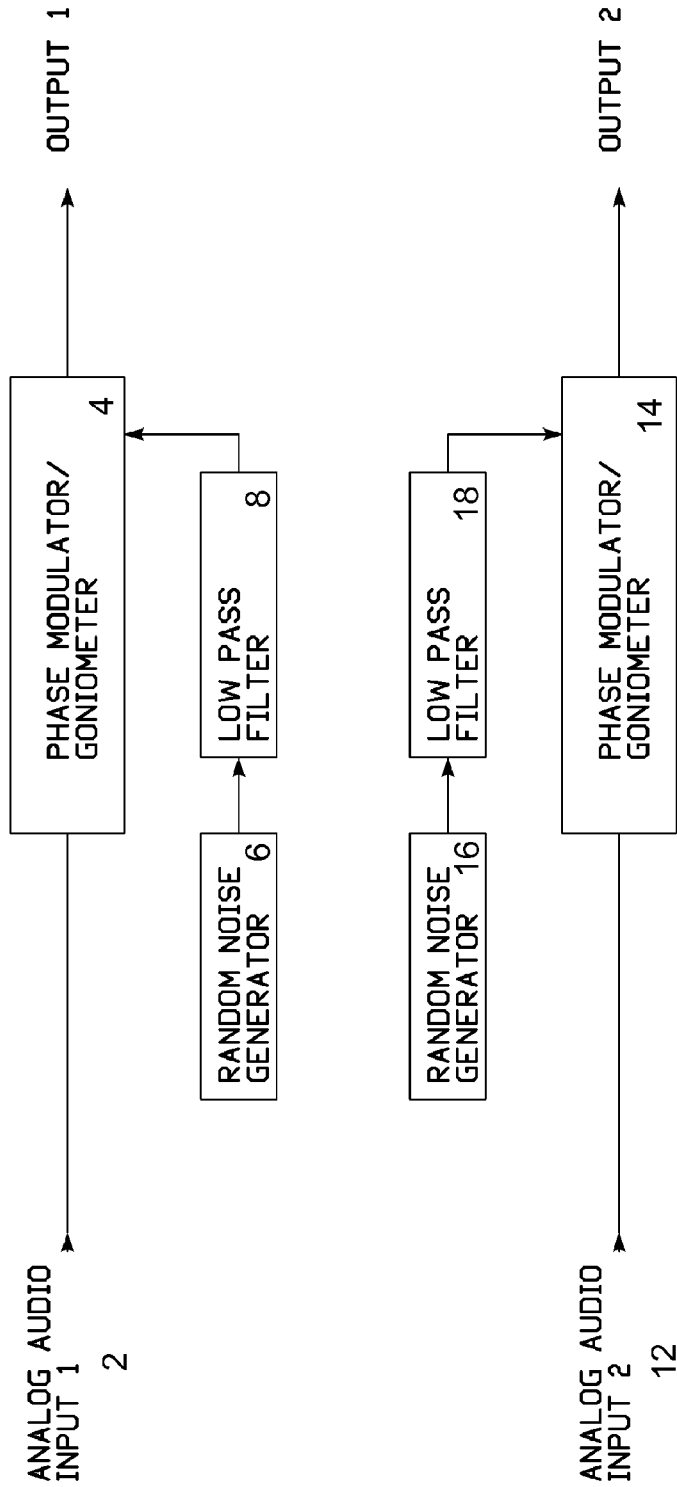 ANALOG AUDIO
INPUT 1
2
PHASE MODULATOR/
GONIOMETER
4
OUTPUT 1
RANDOM NOISE
GENERATOR
6
LOW PASS
FILTER
8
RANDOM NOISE
GENERATOR
16
LOW PASS
FILTER
18
ANALOG AUDIO
INPUT 2
12
PHASE MODULATOR/
GONIOMETER
14
OUTPUT 2